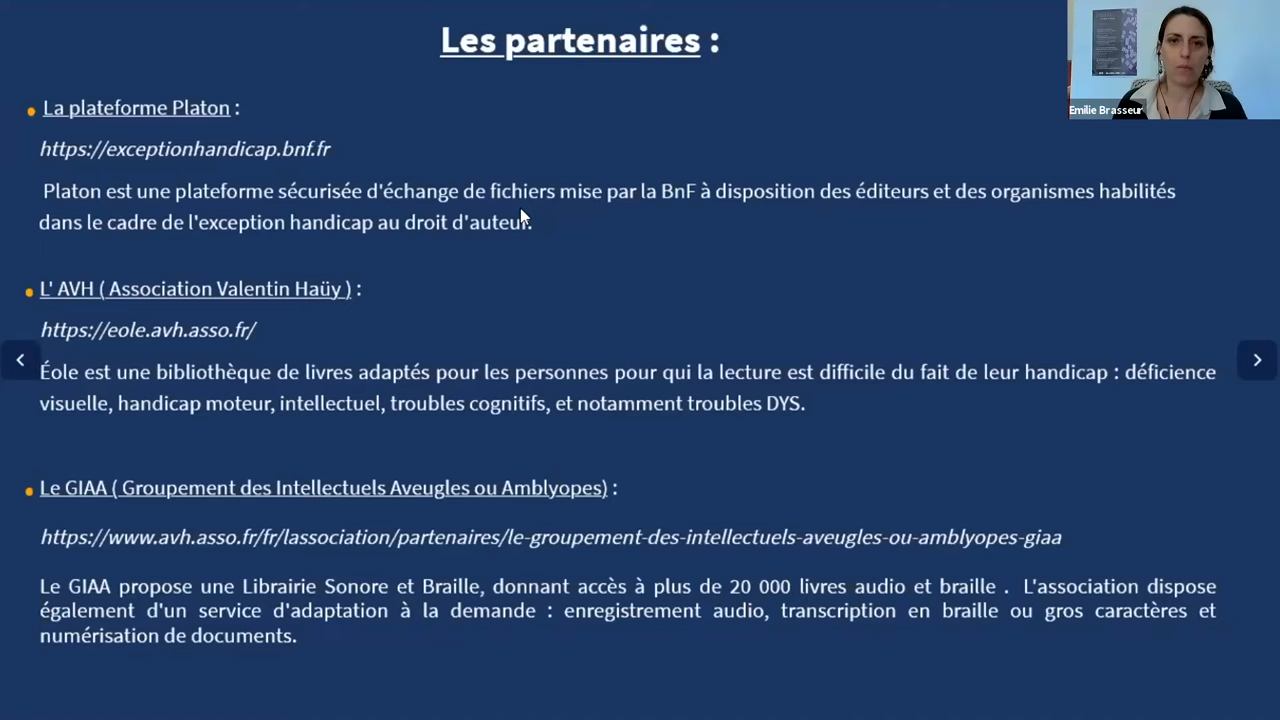 Les partenaires :
Emilie Brasseur
La plateforme Platon :
https://exceptionhandicap.bnf.fr
Platon est une plateforme sécurisée d'échange de fichiers mise par la BnF à disposition des éditeurs et des organismes habilités
dans le cadre de l'exception handicap au droit d'auteur.
L' AVH ( Association Valentin Haüy ) :
https://eole.avh.asso.fr/
Éole est une bibliothèque de livres adaptés pour les personnes pour qui la lecture est difficile du fait de leur handicap : déficience
visuelle, handicap moteur, intellectuel, troubles cognitifs, et notamment troubles DYS.
Le GIAA ( Groupement des Intellectuels Aveugles ou Amblyopes) :
https://www.avh.asso.fr/fr/lassociation/partenaires/le-groupement-des-intellectuels-aveugles-ou-amblyopes-giaa
Le GIAA propose une Librairie Sonore et Braille, donnant accès à plus de 20 000 livres audio et braille . L'association dispose
également d'un service d'adaptation à la demande : enregistrement audio, transcription en braille ou gros caractères et
numérisation de documents.